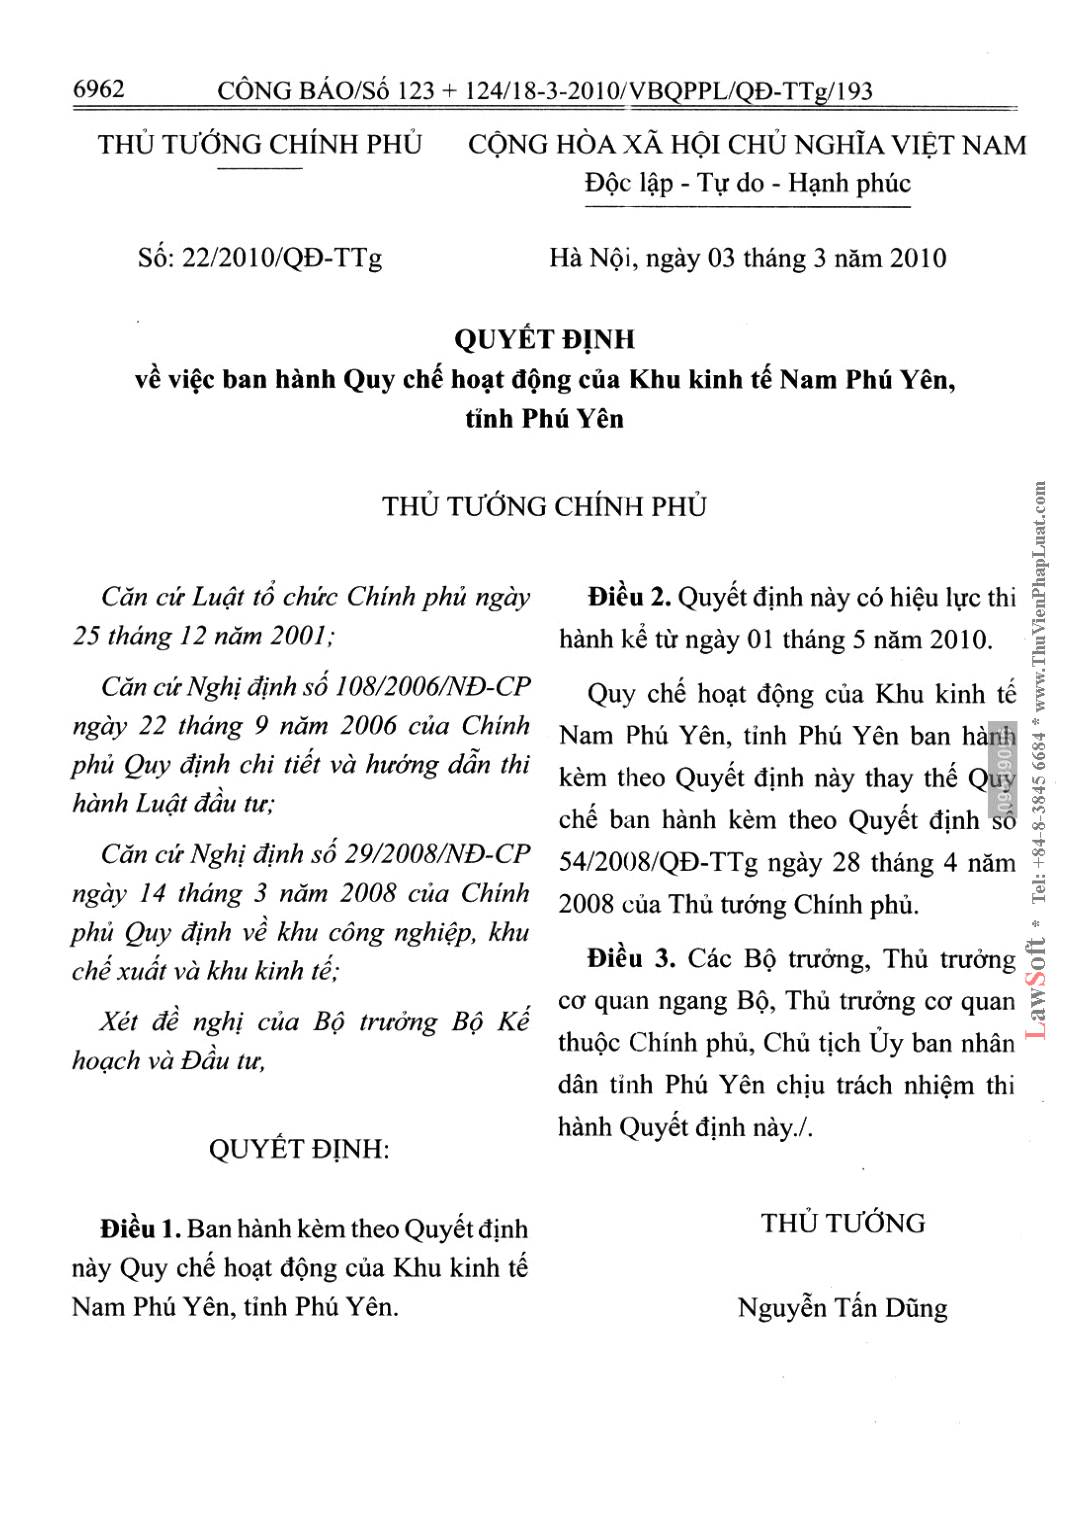 6962 CÔNG BÁO/Số 123 + 124/18-3-2010/VBQPPL/QĐ-TTg/193
THỦ TƯỚNG CHÍNH PHỦ
CỘNG HÒA XÃ HỘI CHỦ NGHĨA VIỆT NAM
Độc lập - Tự do - Hạnh phúc
Số: 22/2010/QĐ-TTg
Hà Nội, ngày 03 tháng 3 năm 2010
QUYẾT ĐỊNH
về việc ban hành Quy chế hoạt động của Khu kinh tế Nam Phú Yên,
tỉnh Phú Yên
THỦ TƯỚNG CHÍNH PHỦ
Căn cứ Luật tổ chức Chính phủ ngày
25 tháng 12 năm 2001;
Căn cứ Nghị định số 108/2006/NĐ-CP
ngày 22 tháng 9 năm 2006 của Chính
phủ Quy định chi tiết và hướng dẫn thi
hành Luật đầu tư;
Căn cứ Nghị định số 29/2008/NĐ-CP
ngày 14 tháng 3 năm 2008 của Chính
phủ Quy định về khu công nghiệp, khu
chế xuất và khu kinh tế;
Xét đề nghị của Bộ trưởng Bộ Kế
hoạch và Đầu tư,
QUYẾT ĐỊNH:
Điều 1. Ban hành kèm theo Quyết định
này Quy chế hoạt động của Khu kinh tế
Nam Phú Yên, tỉnh Phú Yên.
Điều 2. Quyết định này có hiệu lực thi
hành kể từ ngày 01 tháng 5 năm 2010.
Quy chế hoạt động của Khu kinh tế
Nam Phú Yên, tỉnh Phú Yên ban hành
kèm theo Quyết định này thay thế Quy
chế ban hành kèm theo Quyết định số
54/2008/QĐ-TTg ngày 28 tháng 4 năm
2008 của Thủ tướng Chính phủ.
Điều 3. Các Bộ trưởng, Thủ trưởng
cơ quan ngang Bộ, Thủ trưởng cơ quan
thuộc Chính phủ, Chủ tịch Ủy ban nhân
dân tỉnh Phú Yên chịu trách nhiệm thi
hành Quyết định này./.
THỦ TƯỚNG
Nguyễn Tấn Dũng
LawSoft * Tel: +84-8-3845 6684 * www.ThuVienPhapLuat.com